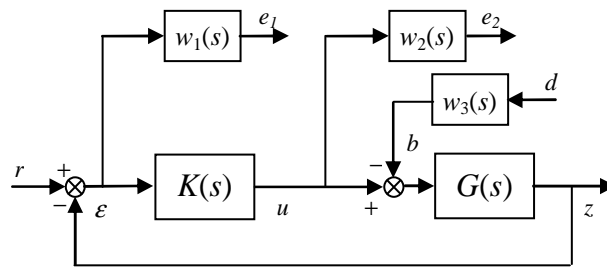 w₁(s)
e₁
w₂(s)
e₂
w₃(s)
d
b
r
+
−
ε
K(s)
u
−
+
G(s)
z